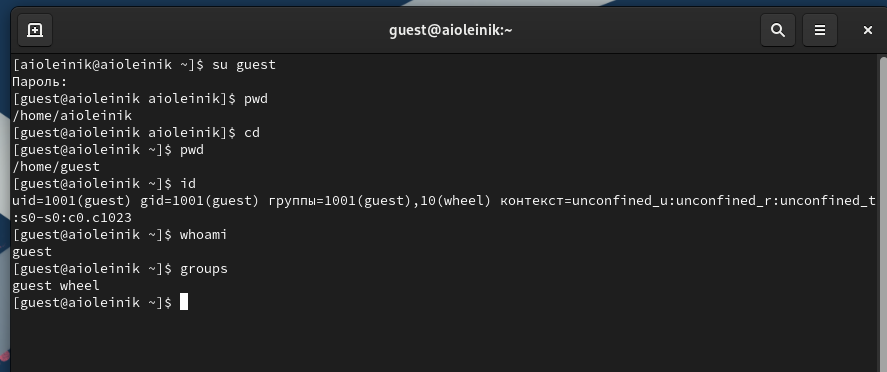 guest@aioleinik:~
[aioleinik@aioleinik ~]$ su guest
Пароль:
[guest@aioleinik aioleinik]$ pwd
/home/aioleinik
[guest@aioleinik aioleinik]$ cd
[guest@aioleinik ~]$ pwd
/home/guest
[guest@aioleinik ~]$ id
uid=1001(guest) gid=1001(guest) группы=1001(guest),10(wheel) контекст=unconfined_u:unconfined_r:unconfined_t
:s0-s0:c0.c1023
[guest@aioleinik ~]$ whoami
guest
[guest@aioleinik ~]$ groups
guest wheel
[guest@aioleinik ~]$